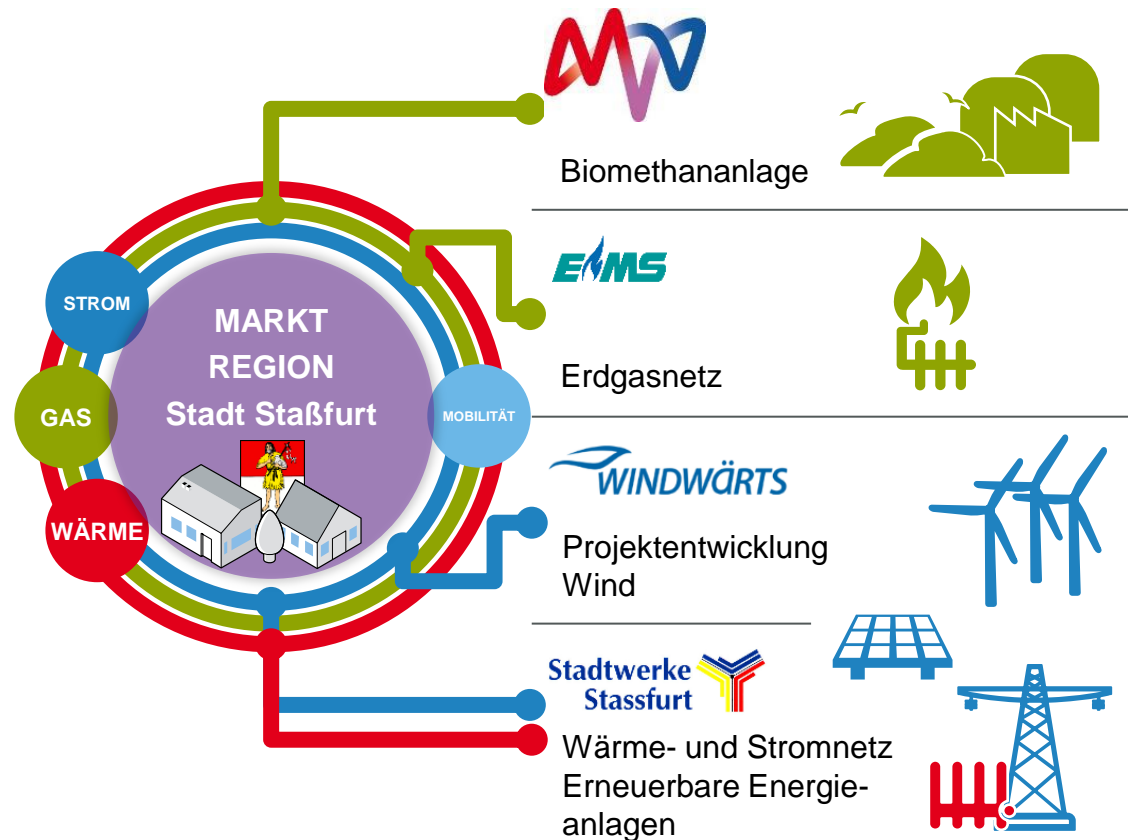 MVV
Biomethananlage
EMS
Erdgasnetz
STROM
GAS
WÄRME
MARKT
REGION
Stadt Staßfurt
MOBILITÄT
WINDWÄRTS
Projektentwicklung
Wind
Stadtwerke
Stassfurt
Wärme- und Stromnetz
Erneuerbare Energie-
anlagen